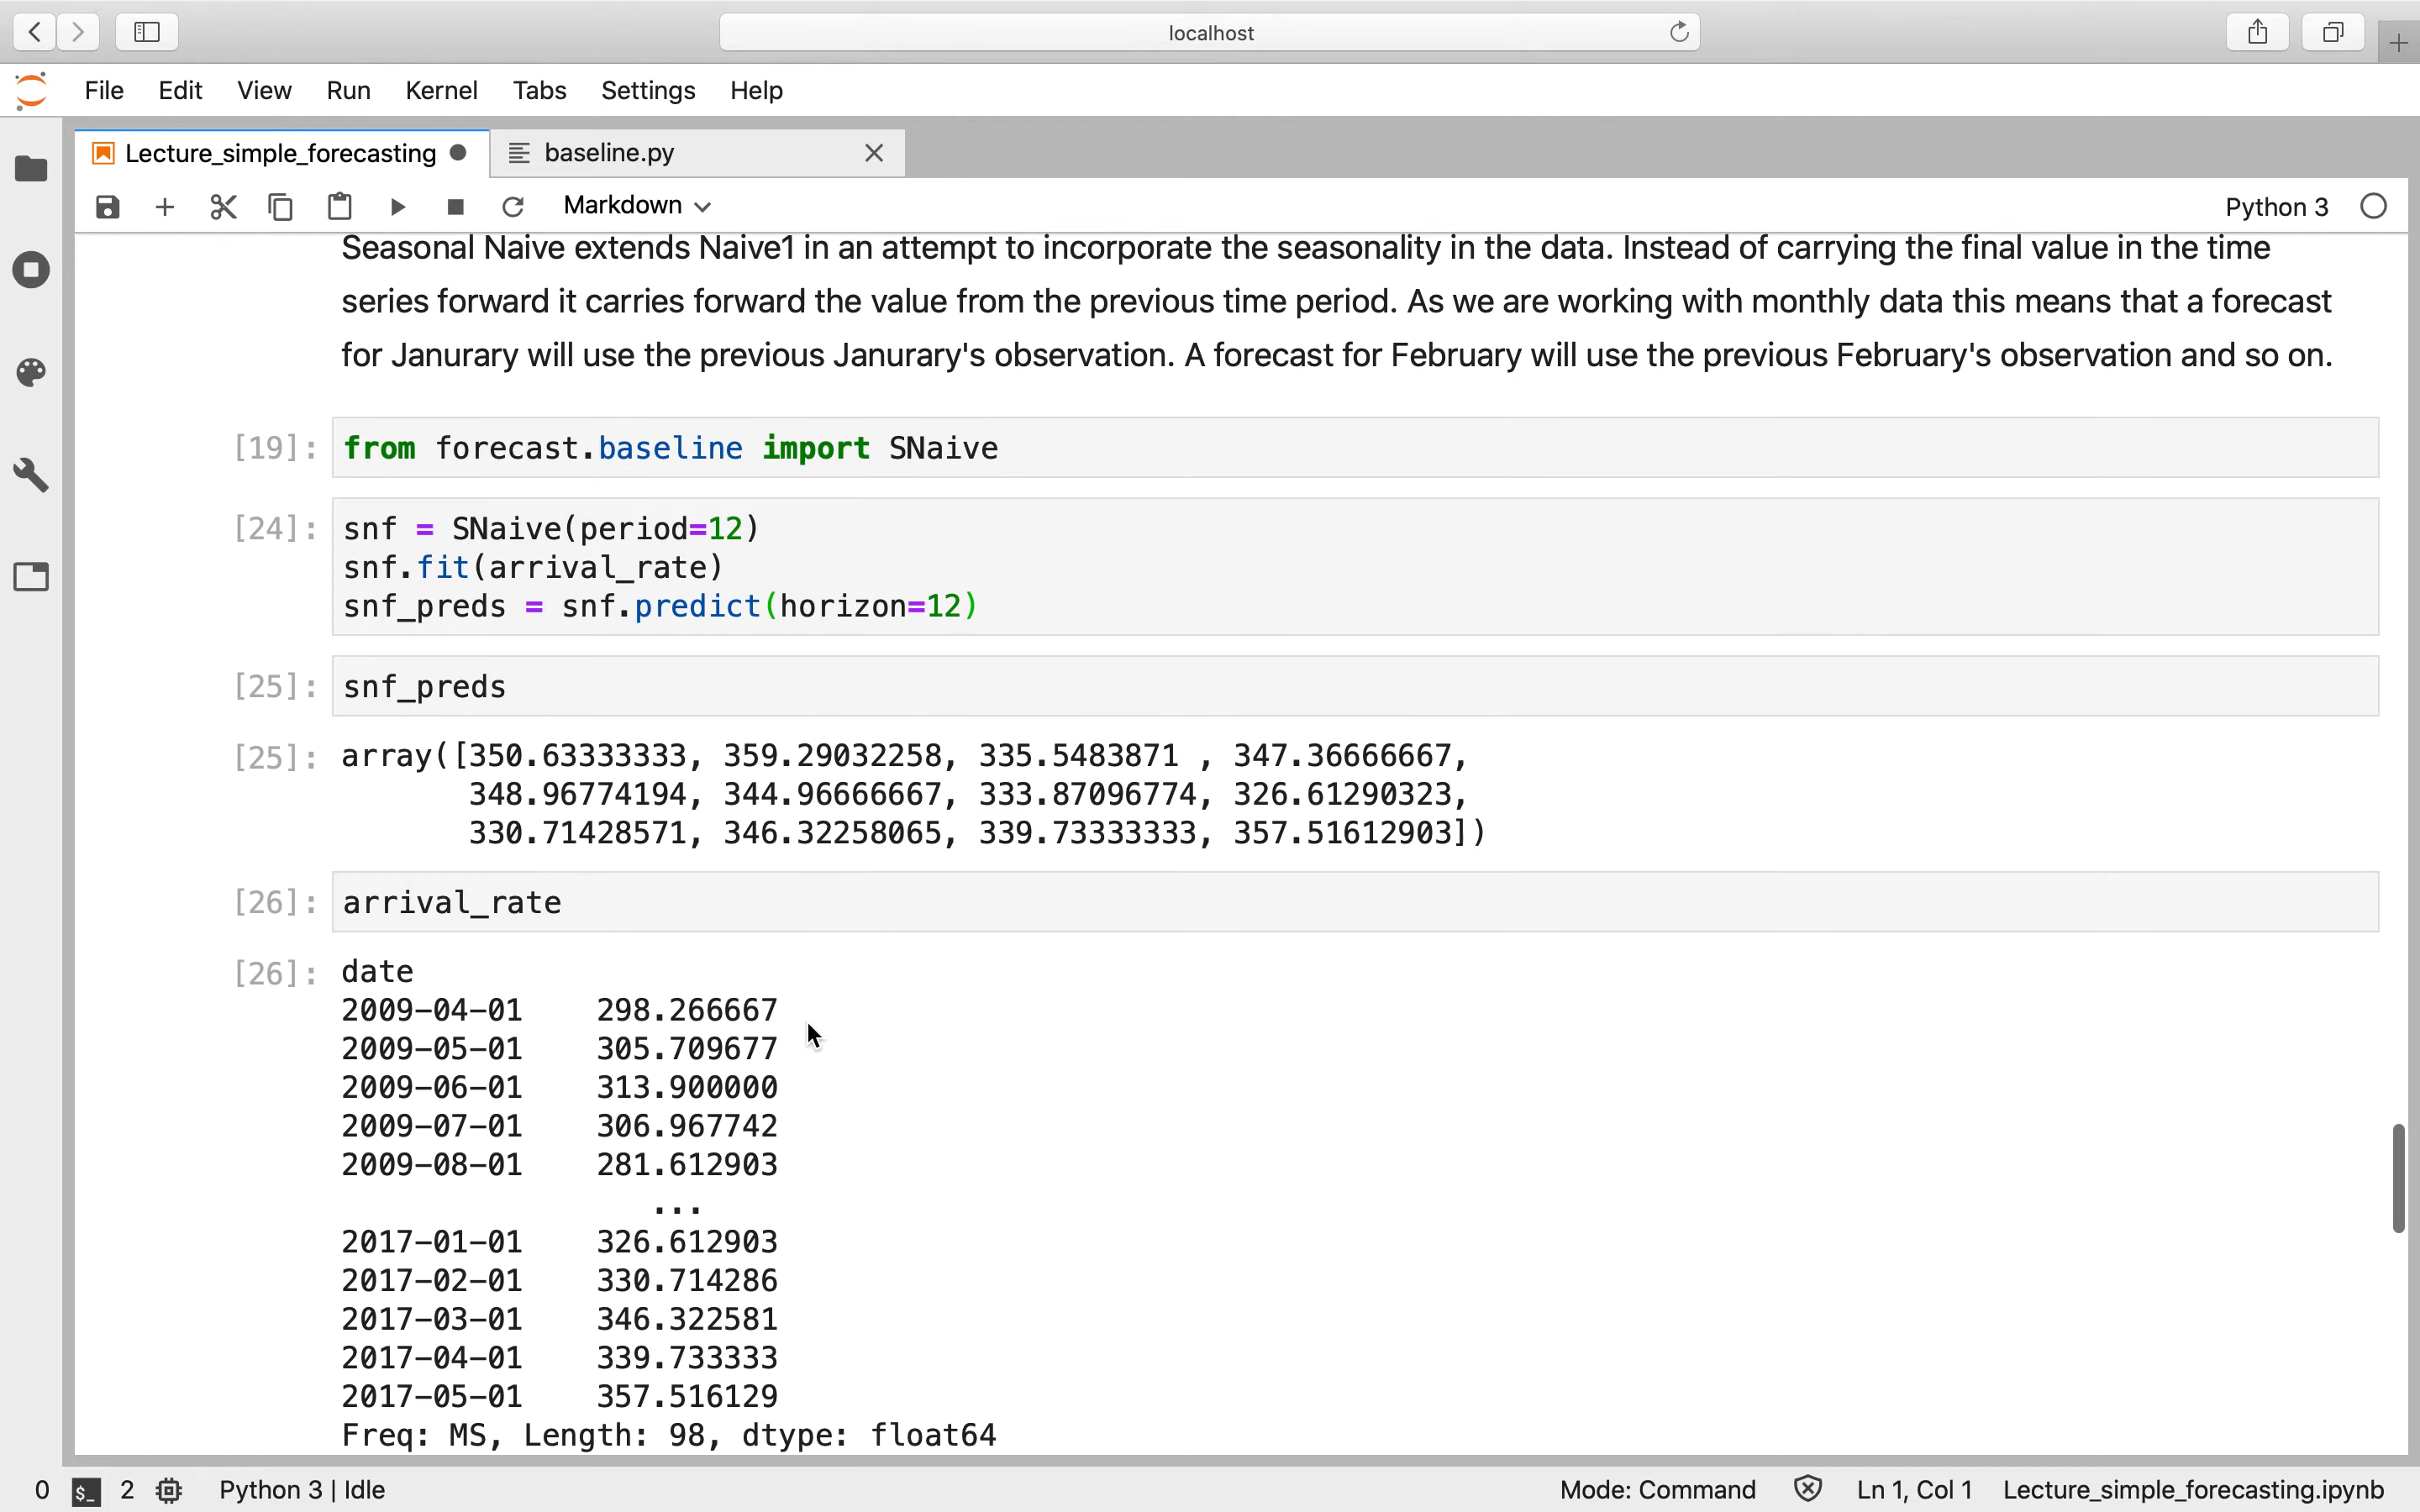 localhost
File Edit View Run Kernel Tabs Settings Help
Lecture_simple_forecasting baseline.py
Markdown Python 3
Seasonal Naive extends Naive1 in an attempt to incorporate the seasonality in the data. Instead of carrying the final value in the time
series forward it carries forward the value from the previous time period. As we are working with monthly data this means that a forecast
for Janurary will use the previous Janurary's observation. A forecast for February will use the previous February's observation and so on.
[19]: from forecast.baseline import SNaive
[24]: snf = SNaive(period=12)
snf.fit(arrival_rate)
snf_preds = snf.predict(horizon=12)
[25]: snf_preds
[25]: array([350.63333333, 359.29032258, 335.5483871 , 347.36666667,
348.96774194, 344.96666667, 333.87096774, 326.61290323,
330.71428571, 346.32258065, 339.73333333, 357.51612903])
[26]: arrival_rate
[26]: date
2009-04-01 298.266667
2009-05-01 305.709677
2009-06-01 313.900000
2009-07-01 306.967742
2009-08-01 281.612903
...
2017-01-01 326.612903
2017-02-01 330.714286
2017-03-01 346.322581
2017-04-01 339.733333
2017-05-01 357.516129
Freq: MS, Length: 98, dtype: float64
0 $_ 2 Python 3 | Idle Mode: Command Ln 1, Col 1 Lecture_simple_forecasting.ipynb